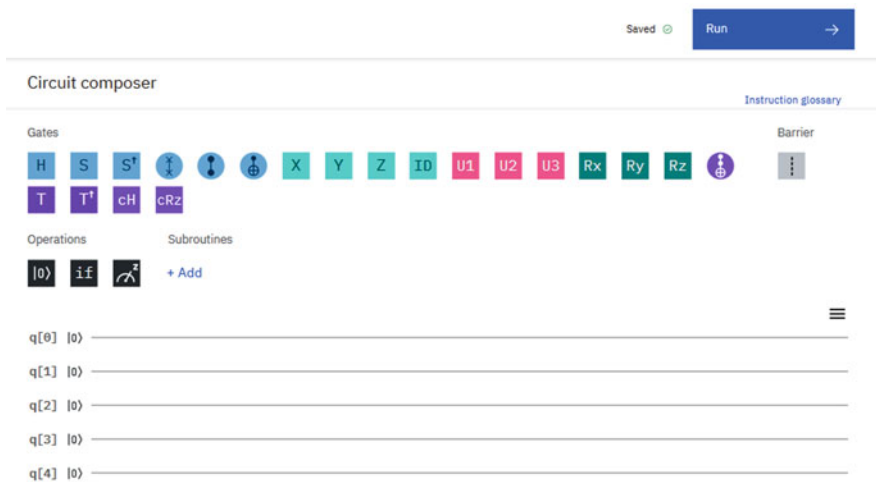 Saved Run
Circuit composer
Instruction glossary
Gates Barrier
H S S† X Y Z ID U1 U2 U3 Rx Ry Rz
T T† cH cRz
Operations Subroutines
|0⟩ if z + Add
q[0] |0⟩
q[1] |0⟩
q[2] |0⟩
q[3] |0⟩
q[4] |0⟩